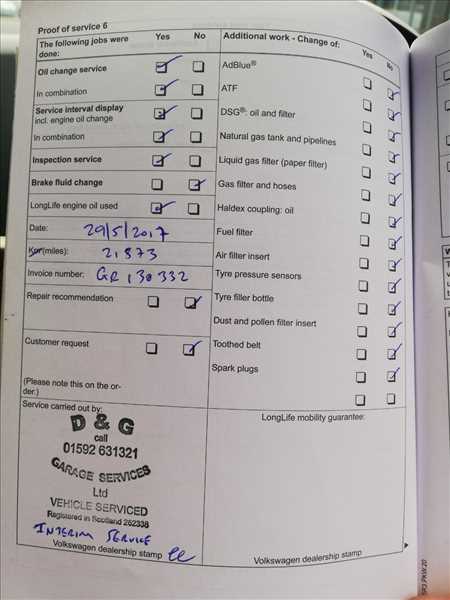 Proof of service 6
The following jobs were done: Yes No
Oil change service
In combination
Service interval display
incl. engine oil change
In combination
Inspection service
Brake fluid change
LongLife engine oil used
Date: 29/5/2017
Km(miles): 21,873
Invoice number: GR130332
Repair recommendation
Customer request
(Please note this on the or-
der.)
Service carried out by:
D & G
call
01592 631321
GARAGE SERVICES
Ltd
VEHICLE SERVICED
Registered in Scotland 262338
INTERIM SERVICE
Volkswagen dealership stamp
Additional work - Change of: Yes No
AdBlue®
ATF
DSG®: oil and filter
Natural gas tank and pipelines
Liquid gas filter (paper filter)
Gas filter and hoses
Haldex coupling: oil
Fuel filter
Air filter insert
Tyre pressure sensors
Tyre filler bottle
Dust and pollen filter insert
Toothed belt
Spark plugs
LongLife mobility guarantee:
Volkswagen dealership stamp